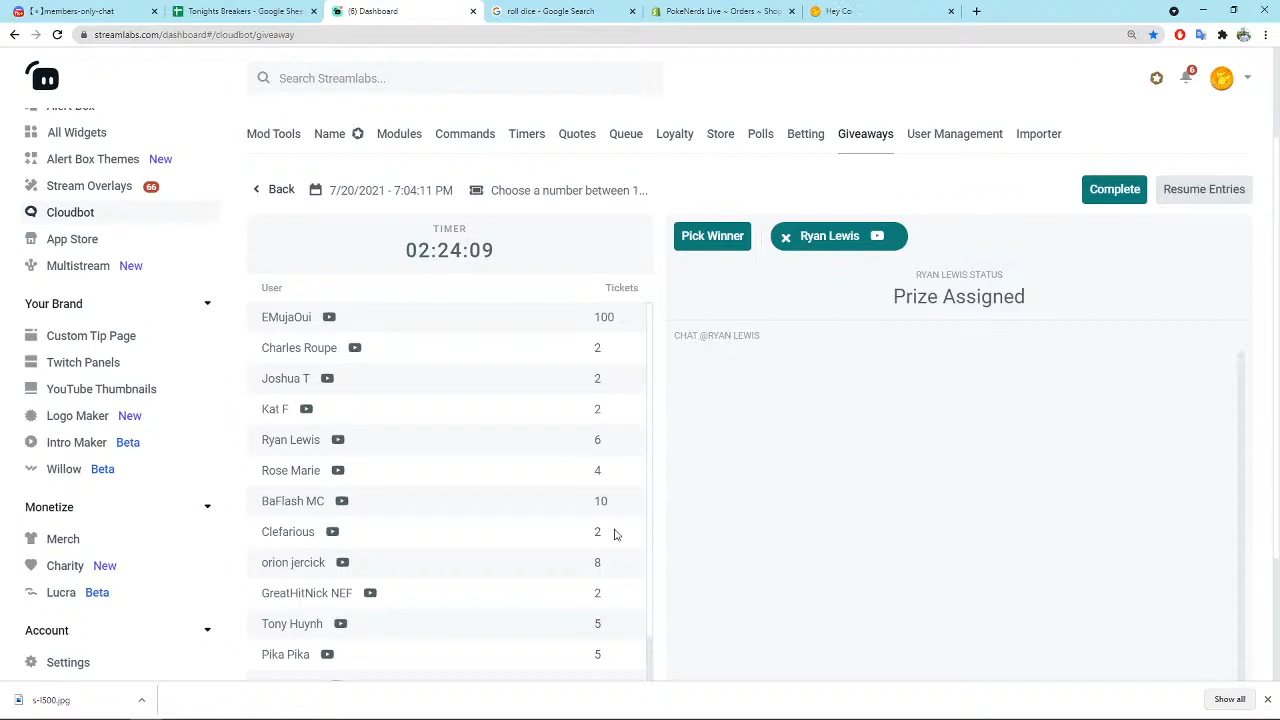 [•]members-only-chat
Tonights Breakers - Google Shee
(6) Dashboard
roll dice - Google Search
PokeNerds Live ~ Orders ~ Sh
Hey Go
streamlabs.com/dashboard#/cloudbot/giveaway
Search Streamlabs...
6
Alert Box
All Widgets
Alert Box Themes New
Stream Overlays 66
Cloudbot
App Store
Multistream New
Your Brand
Custom Tip Page
Twitch Panels
YouTube Thumbnails
Logo Maker New
Intro Maker Beta
Willow Beta
Monetize
Merch
Charity New
Lucra Beta
Account
Settings
Mod Tools Name Modules Commands Timers Quotes Queue Loyalty Store Polls Betting Giveaways User Management Importer
Back 7/20/2021 - 7:04:11 PM Choose a number between 1...
Complete Resume Entries
TIMER
02:24:09
User Tickets
EMujaOui 100
Charles Roupe 2
Joshua T 2
Kat F 2
Ryan Lewis 6
Rose Marie 4
BaFlash MC 10
Clefarious 2
orion jercick 8
GreatHitNick NEF 2
Tony Huynh 5
Pika Pika 5
Pick Winner Ryan Lewis
RYAN LEWIS STATUS
Prize Assigned
CHAT @RYAN LEWIS
s-l500.jpg
Show all